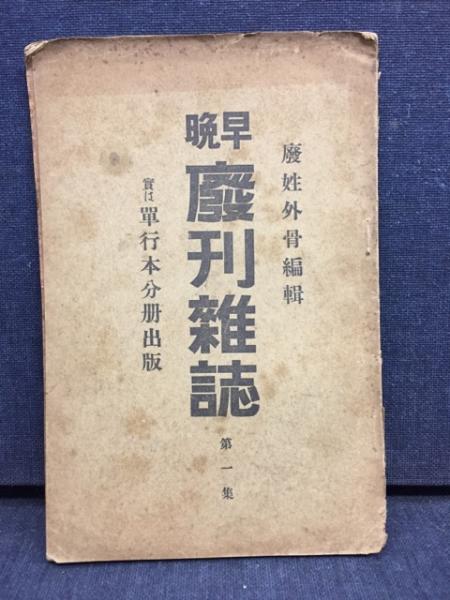 廢姓外骨編輯
早晩
廢刊雜誌
第一集
實は單行本分册出版